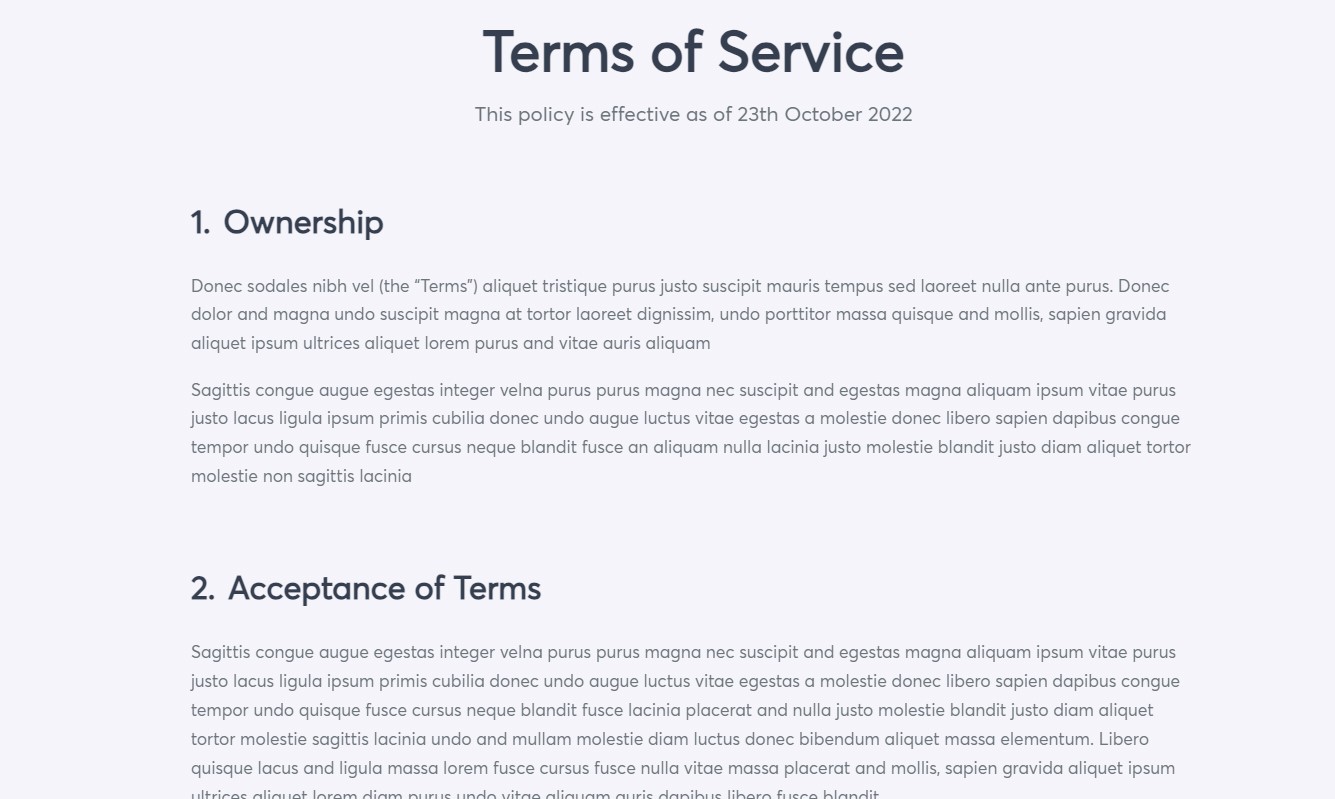 Terms of Service
This policy is effective as of 23th October 2022
1. Ownership
Donec sodales nibh vel (the “Terms”) aliquet tristique purus justo suscipit mauris tempus sed laoreet nulla ante purus. Donec
dolor and magna undo suscipit magna at tortor laoreet dignissim, undo porttitor massa quisque and mollis, sapien gravida
aliquet ipsum ultrices aliquet lorem purus and vitae auris aliquam
Sagittis congue augue egestas integer velna purus purus magna nec suscipit and egestas magna aliquam ipsum vitae purus
justo lacus ligula ipsum primis cubilia donec undo augue luctus vitae egestas a molestie donec libero sapien dapibus congue
tempor undo quisque fusce cursus neque blandit fusce an aliquam nulla lacinia justo molestie blandit justo diam aliquet tortor
molestie non sagittis lacinia
2. Acceptance of Terms
Sagittis congue augue egestas integer velna purus purus magna nec suscipit and egestas magna aliquam ipsum vitae purus
justo lacus ligula ipsum primis cubilia donec undo augue luctus vitae egestas a molestie donec libero sapien dapibus congue
tempor undo quisque fusce cursus neque blandit fusce lacinia placerat and nulla justo molestie blandit justo diam aliquet
tortor molestie sagittis lacinia undo and mullam molestie diam luctus donec bibendum aliquet massa elementum. Libero
quisque lacus and ligula massa lorem fusce cursus fusce nulla vitae massa placerat and mollis, sapien gravida aliquet ipsum
ultrices aliquet lorem diam purus undo vitae aliquam auris dapibus libero fusce blandit